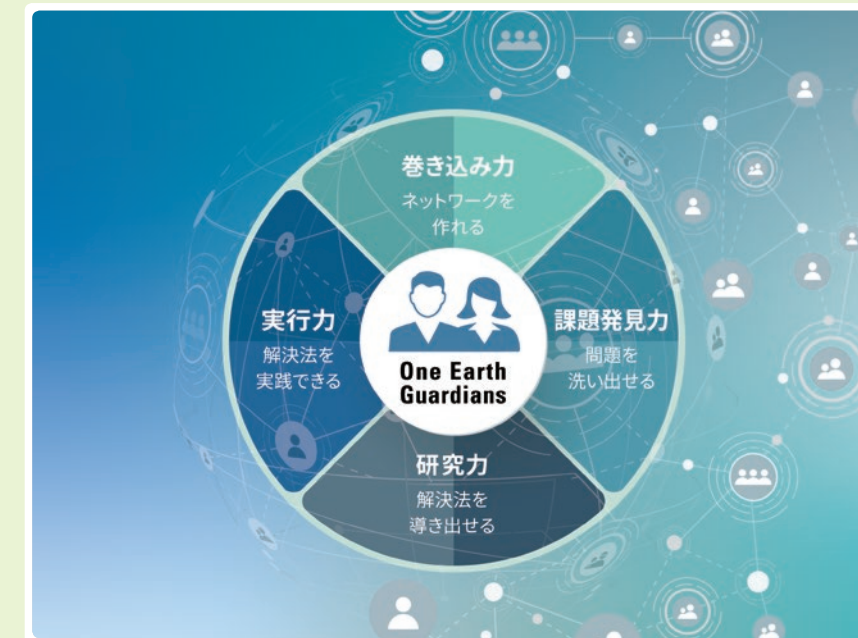 巻き込み力
ネットワークを
作れる
実行力
解決法を
実践できる
One Earth
Guardians
課題発見力
問題を
洗い出せる
研究力
解決法を
導き出せる